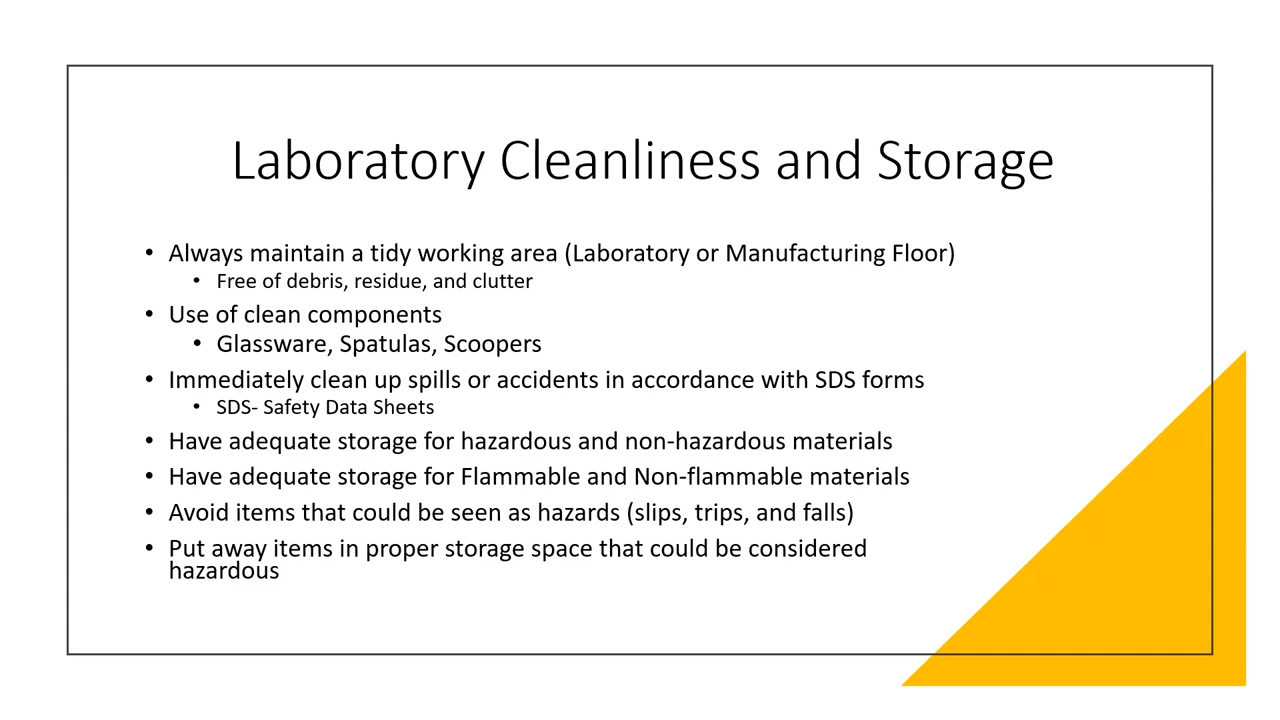 Laboratory Cleanliness and Storage
• Always maintain a tidy working area (Laboratory or Manufacturing Floor)
• Free of debris, residue, and clutter
• Use of clean components
• Glassware, Spatulas, Scoopers
• Immediately clean up spills or accidents in accordance with SDS forms
• SDS- Safety Data Sheets
• Have adequate storage for hazardous and non-hazardous materials
• Have adequate storage for Flammable and Non-flammable materials
• Avoid items that could be seen as hazards (slips, trips, and falls)
• Put away items in proper storage space that could be considered
hazardous